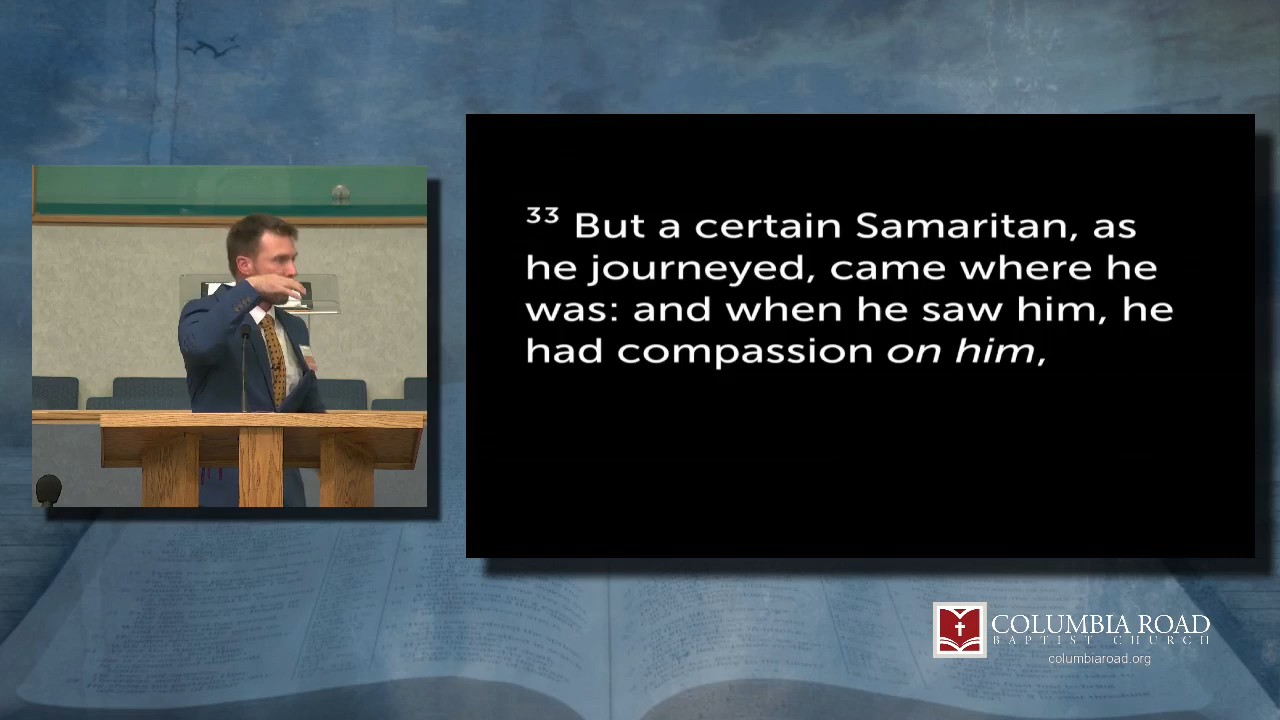 33 But a certain Samaritan, as
he journeyed, came where he
was: and when he saw him, he
had compassion on him,
COLUMBIA ROAD
BAPTIST CHURCH
columbiaroad.org